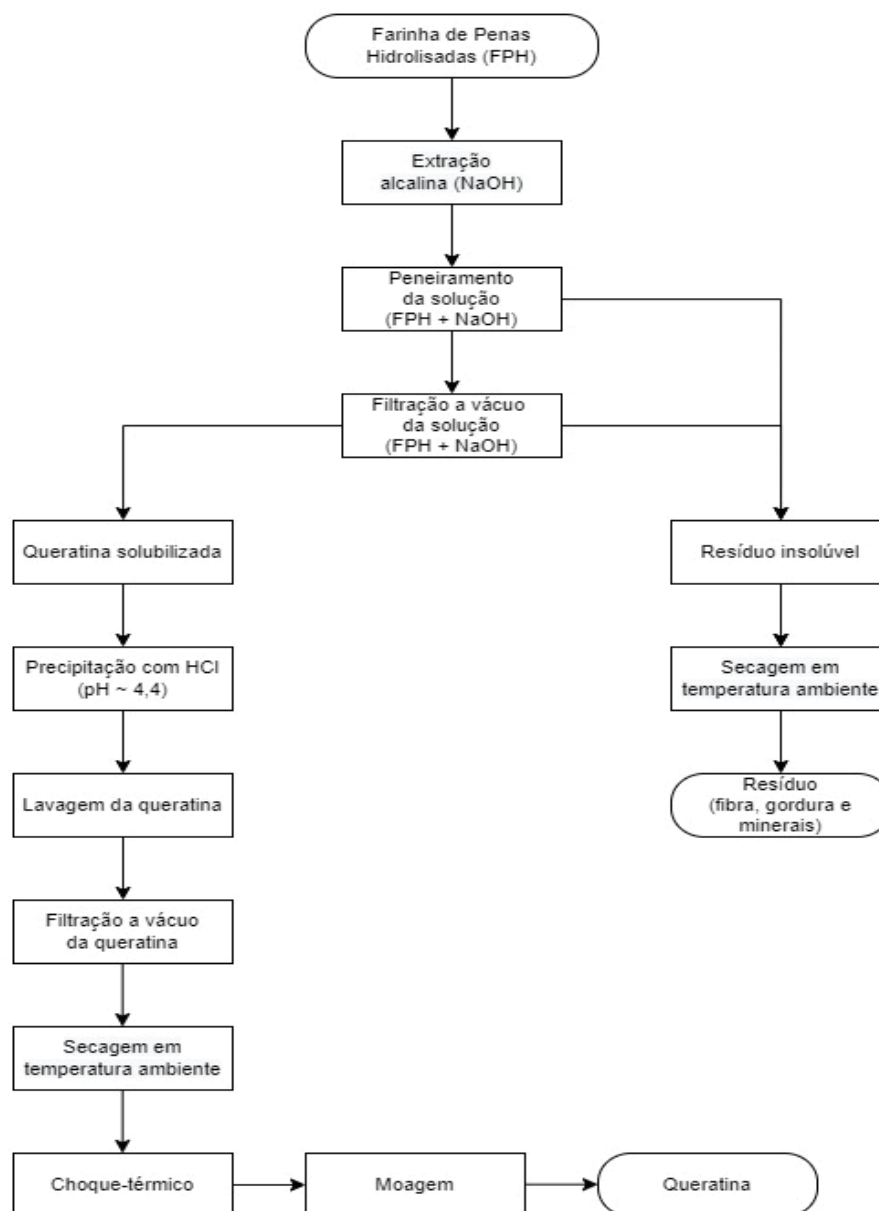 Farinha de Penas
Hidrolisadas (FPH)
Extração
alcalina (NaOH)
Peneiramento
da solução
(FPH + NaOH)
Filtração a vácuo
da solução
(FPH + NaOH)
Queratina solubilizada
Resíduo insolúvel
Precipitação com HCl
(pH ~ 4,4)
Secagem em
temperatura ambiente
Lavagem da queratina
Resíduo
(fibra, gordura e
minerais)
Filtração a vácuo
da queratina
Secagem em
temperatura ambiente
Choque-térmico
Moagem
Queratina